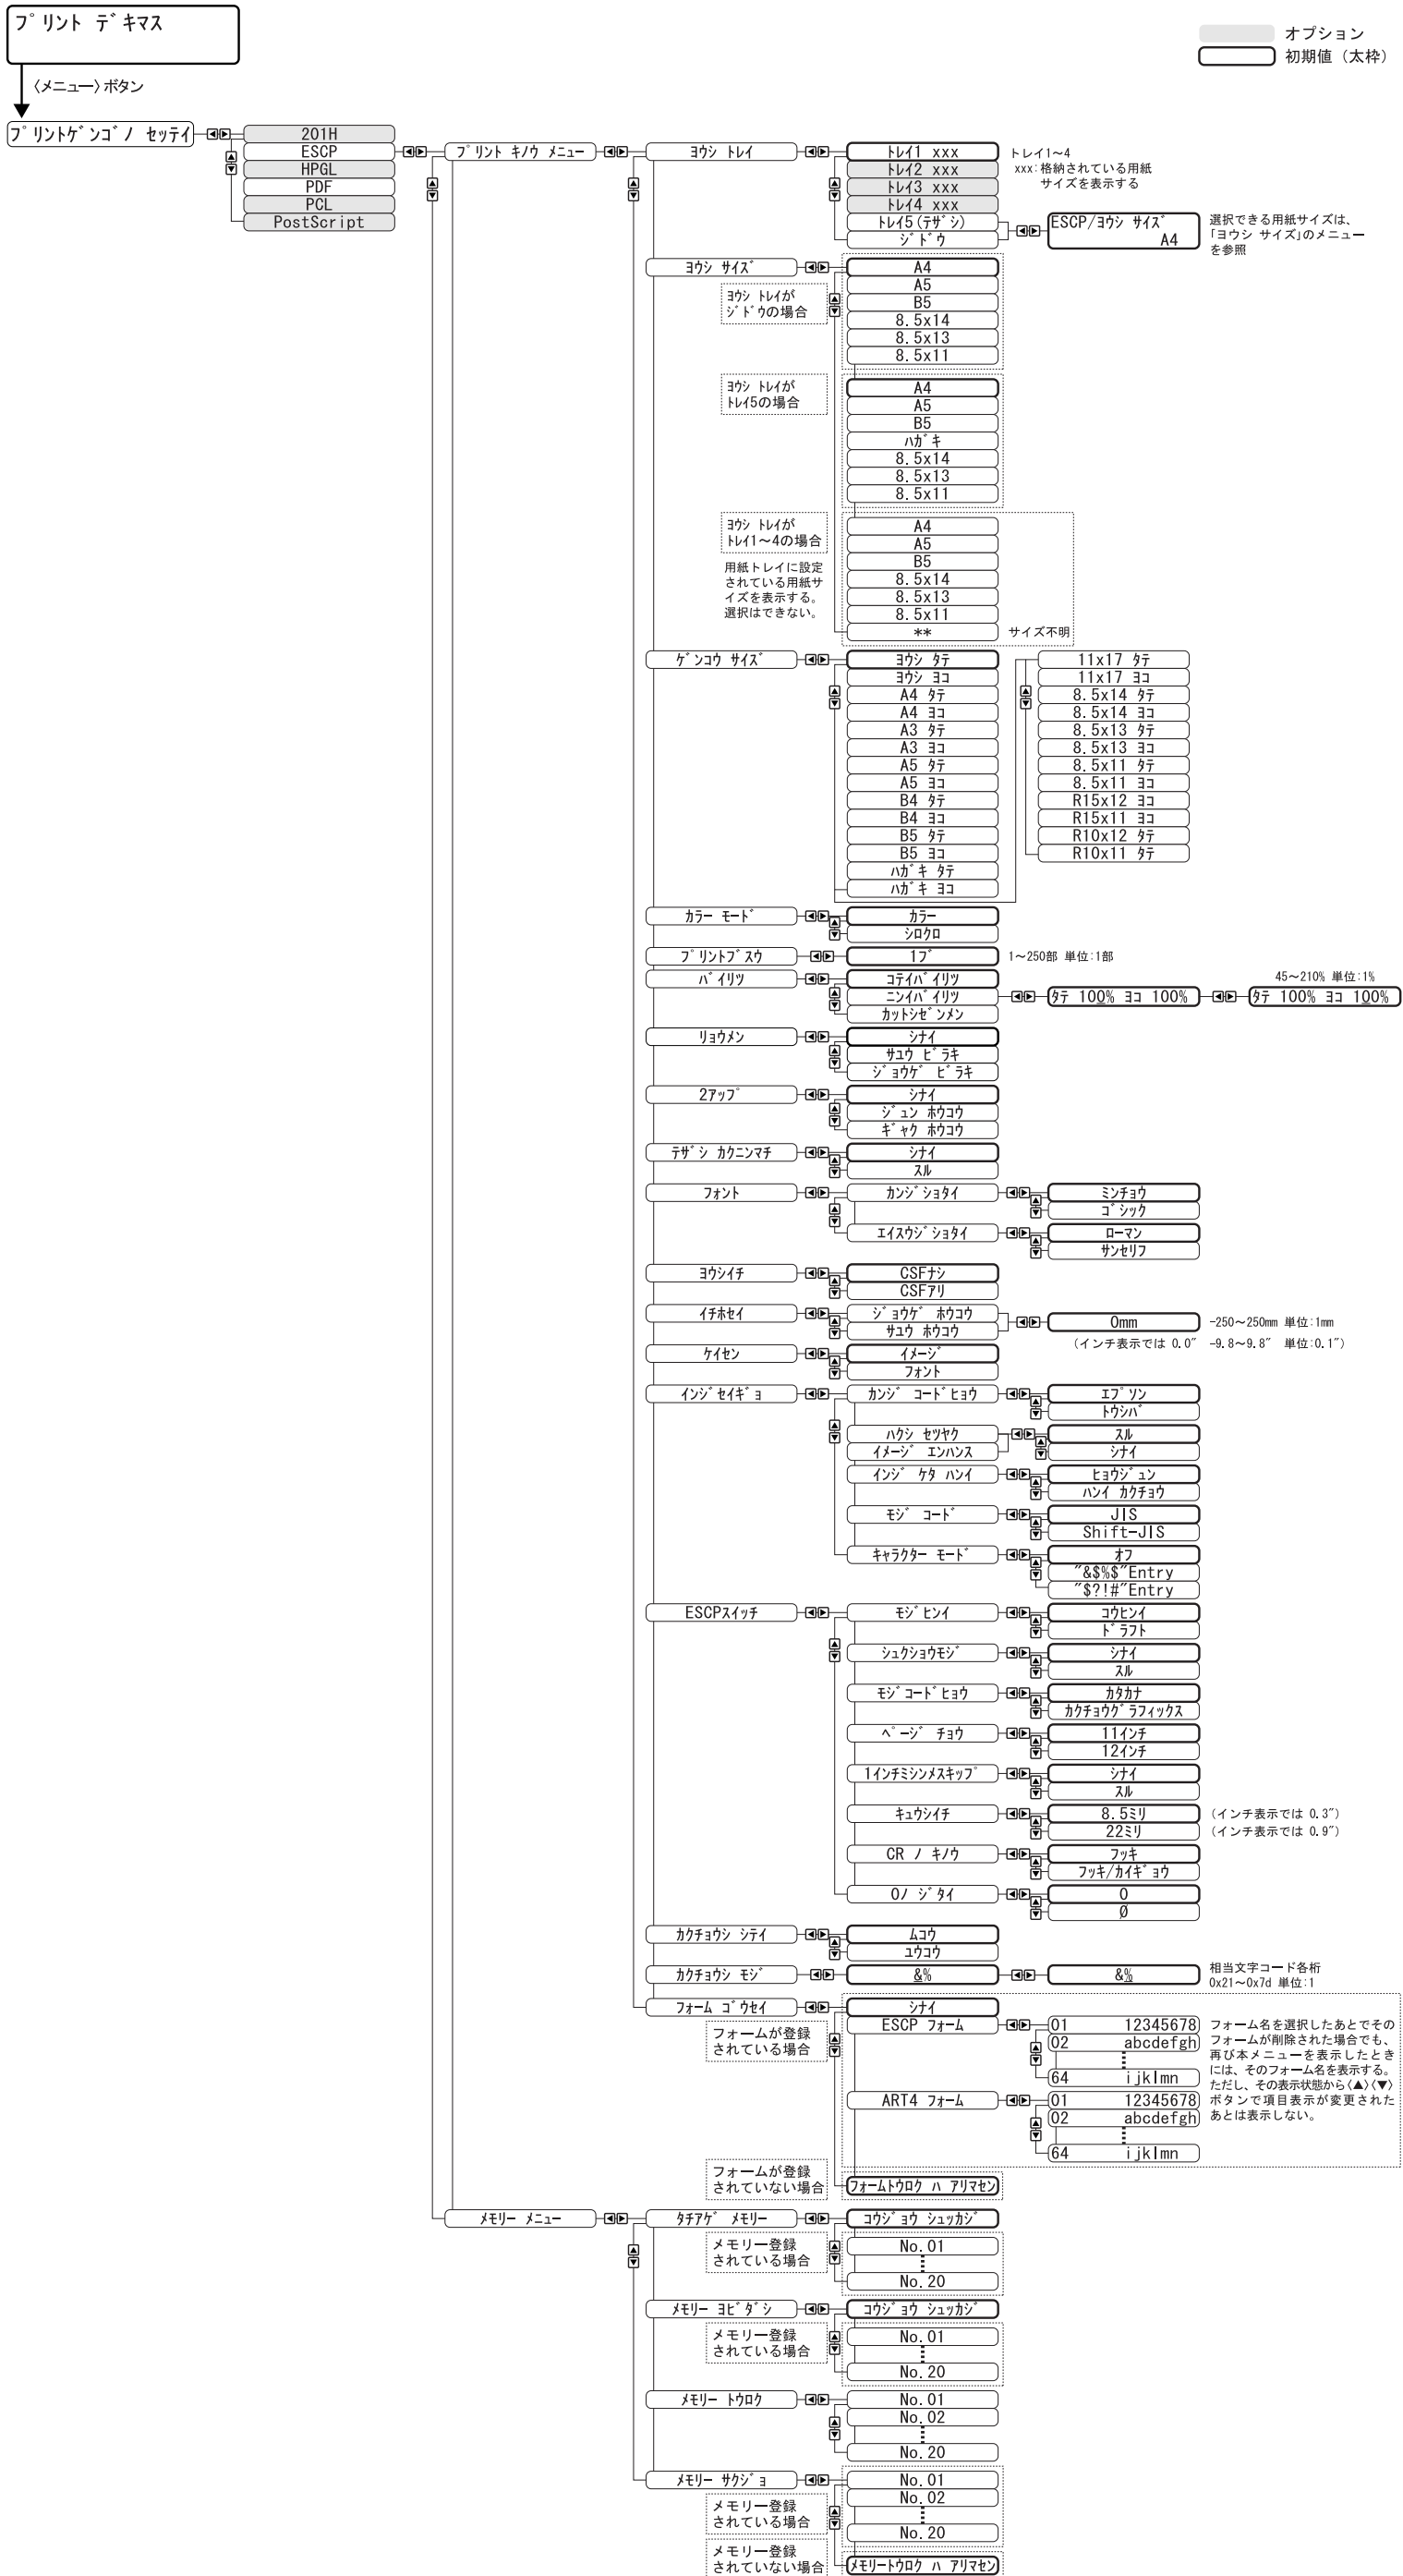 ﾌﾟﾘﾝﾄ ﾃﾞｷﾏｽ
オプション
初期値（太枠）
〈メニュー〉ボタン
ﾌﾟﾘﾝﾄｹﾞﾝｺﾞﾉ ｾｯﾃｲ
201H
ESCP
HPGL
PDF
PCL
PostScript
ﾌﾟﾘﾝﾄ ｷﾉｳ ﾒﾆｭｰ
ﾖｳｼ ﾄﾚｲ
ﾄﾚｲ1 xxx
ﾄﾚｲ2 xxx
ﾄﾚｲ3 xxx
ﾄﾚｲ4 xxx
ﾄﾚｲ5(ﾃｻﾞｼ)
ｼﾞﾄﾞｳ
トレイ1～4
xxx:格納されている用紙
サイズを表示する
ESCP/ﾖｳｼ ｻｲｽﾞ
A4
選択できる用紙サイズは、
「ﾖｳｼ ｻｲｽﾞ」のメニュー
を参照
ﾖｳｼ ｻｲｽﾞ
ﾖｳｼ ﾄﾚｲが
ｼﾞﾄﾞｳの場合
A4
A5
B5
8.5x14
8.5x13
8.5x11
ﾖｳｼ ﾄﾚｲが
ﾄﾚｲ5の場合
A4
A5
B5
ﾊｶﾞｷ
8.5x14
8.5x13
8.5x11
ﾖｳｼ ﾄﾚｲが
ﾄﾚｲ1～4の場合
用紙トレイに設定
されている用紙サ
イズを表示する。
選択はできない。
A4
A5
B5
8.5x14
8.5x13
8.5x11
**
サイズ不明
ｹﾞﾝｺｳ ｻｲｽﾞ
ﾖｳｼ ﾀﾃ
ﾖｳｼ ﾖｺ
A4 ﾀﾃ
A4 ﾖｺ
A3 ﾀﾃ
A3 ﾖｺ
A5 ﾀﾃ
A5 ﾖｺ
B4 ﾀﾃ
B4 ﾖｺ
B5 ﾀﾃ
B5 ﾖｺ
ﾊｶﾞｷ ﾀﾃ
ﾊｶﾞｷ ﾖｺ
11x17 ﾀﾃ
11x17 ﾖｺ
8.5x14 ﾀﾃ
8.5x14 ﾖｺ
8.5x13 ﾀﾃ
8.5x13 ﾖｺ
8.5x11 ﾀﾃ
8.5x11 ﾖｺ
R15x12 ﾖｺ
R15x11 ﾖｺ
R10x12 ﾀﾃ
R10x11 ﾀﾃ
ｶﾗｰ ﾓｰﾄﾞ
ｶﾗｰ
ｼﾛｸﾛ
ﾌﾟﾘﾝﾄﾌﾞｽｳ
1ﾌﾞ
1～250部 単位:1部
ﾊﾞｲﾘﾂ
ｺﾃｲﾊﾞｲﾘﾂ
ﾆﾝｲﾊﾞｲﾘﾂ
ｶｯﾄｼｾﾞﾝﾒﾝ
ﾀﾃ 100% ﾖｺ 100%
45～210% 単位:1%
ﾀﾃ 100% ﾖｺ 100%
ﾘｮｳﾒﾝ
ｼﾅｲ
ｻﾕｳ ﾋﾞﾗｷ
ｼﾞｮｳｹﾞ ﾋﾞﾗｷ
2ｱｯﾌﾟ
ｼﾅｲ
ｼﾞｭﾝ ﾎｳｺｳ
ｷﾞｬｸ ﾎｳｺｳ
ﾃｻﾞｼ ｶｸﾆﾝﾏﾁ
ｼﾅｲ
ｽﾙ
ﾌｫﾝﾄ
ｶﾝｼﾞｼｮﾀｲ
ﾐﾝﾁｮｳ
ｺﾞｼｯｸ
ｴｲｽｳｼﾞｼｮﾀｲ
ﾛｰﾏﾝ
ｻﾝｾﾘﾌ
ﾖｳｼｲﾁ
CSFﾅｼ
CSFｱﾘ
ｲﾁﾎｾｲ
ｼﾞｮｳｹﾞ ﾎｳｺｳ
ｻﾕｳ ﾎｳｺｳ
0mm
-250～250mm 単位:1mm
（インチ表示では 0.0″ -9.8～9.8″ 単位:0.1″）
ｹｲｾﾝ
ｲﾒｰｼﾞ
ﾌｫﾝﾄ
ｲﾝｼﾞｾｲｷﾞｮ
ｶﾝｼﾞ ｺｰﾄﾞﾋｮｳ
ｴﾌﾟｿﾝ
ﾄｳｼﾊﾞ
ﾊｸｼ ｾﾂﾔｸ
ｲﾒｰｼﾞ ｴﾝﾊﾝｽ
ｽﾙ
ｼﾅｲ
ｲﾝｼﾞ ｹﾀ ﾊﾝｲ
ﾋｮｳｼﾞｭﾝ
ﾊﾝｲ ｶｸﾁｮｳ
ﾓｼﾞ ｺｰﾄﾞ
JIS
Shift-JIS
ｷｬﾗｸﾀｰ ﾓｰﾄﾞ
ｵﾌ
"&$%$"Entry
"$?!#"Entry
ESCPｽｲｯﾁ
ﾓｼﾞﾋﾝｲ
ｺｳﾋﾝｲ
ﾄﾞﾗﾌﾄ
ｼｭｸｼｮｳﾓｼﾞ
ｼﾅｲ
ｽﾙ
ﾓｼﾞｺｰﾄﾞﾋｮｳ
ｶﾀｶﾅ
ｶｸﾁｮｳｸﾞﾗﾌｨｯｸｽ
ﾍﾟｰｼﾞ ﾁｮｳ
11ｲﾝﾁ
12ｲﾝﾁ
1ｲﾝﾁﾐｼﾝﾒｽｷｯﾌﾟ
ｼﾅｲ
ｽﾙ
ｷｭｳｼｲﾁ
8.5ﾐﾘ
22ﾐﾘ
（インチ表示では 0.3″）
（インチ表示では 0.9″）
CR ﾉ ｷﾉｳ
ﾌｯｷ
ﾌｯｷ/ｶｲｷﾞｮｳ
0ﾉ ｼﾞﾀｲ
0
Ø
ｶｸﾁｮｳｼ ｼﾃｲ
ﾑｺｳ
ﾕｳｺｳ
ｶｸﾁｮｳｼ ﾓｼﾞ
&%
&%
相当文字コード各桁
0x21～0x7d 単位:1
ﾌｫｰﾑ ｺﾞｳｾｲ
フォームが登録
されている場合
ｼﾅｲ
ESCP ﾌｫｰﾑ
01 12345678
02 abcdefgh
64 ijklmn
フォーム名を選択したあとでその
フォームが削除された場合でも、
再び本メニューを表示したとき
には、そのフォーム名を表示する。
ただし、その表示状態から〈▲〉〈▼〉
ボタンで項目表示が変更された
あとは表示しない。
ART4 ﾌｫｰﾑ
01 12345678
02 abcdefgh
64 ijklmn
フォームが登録
されていない場合
ﾌｫｰﾑﾄｳﾛｸ ﾊ ｱﾘﾏｾﾝ
ﾒﾓﾘｰ ﾒﾆｭｰ
ﾀﾁｱｹﾞ ﾒﾓﾘｰ
ｺｳｼﾞｮｳ ｼｭｯｶｼﾞ
メモリー登録
されている場合
No.01
No.20
ﾒﾓﾘｰ ﾖﾋﾞﾀﾞｼ
ｺｳｼﾞｮｳ ｼｭｯｶｼﾞ
メモリー登録
されている場合
No.01
No.20
ﾒﾓﾘｰ ﾄｳﾛｸ
No.01
No.02
No.20
ﾒﾓﾘｰ ｻｸｼﾞｮ
No.01
No.02
No.20
メモリー登録
されている場合
メモリー登録
されていない場合
ﾒﾓﾘｰﾄｳﾛｸ ﾊ ｱﾘﾏｾﾝ